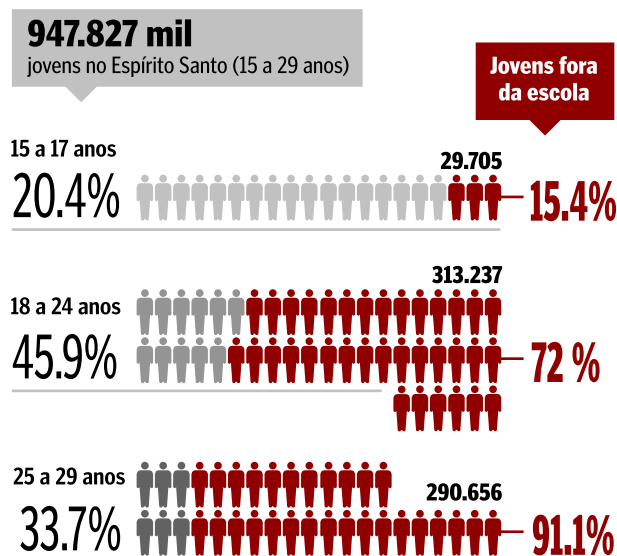 947.827 mil
jovens no Espírito Santo (15 a 29 anos)
Jovens fora
da escola
15 a 17 anos
20.4%
29.705
15.4%
18 a 24 anos
45.9%
313.237
72 %
25 a 29 anos
33.7%
290.656
91.1%